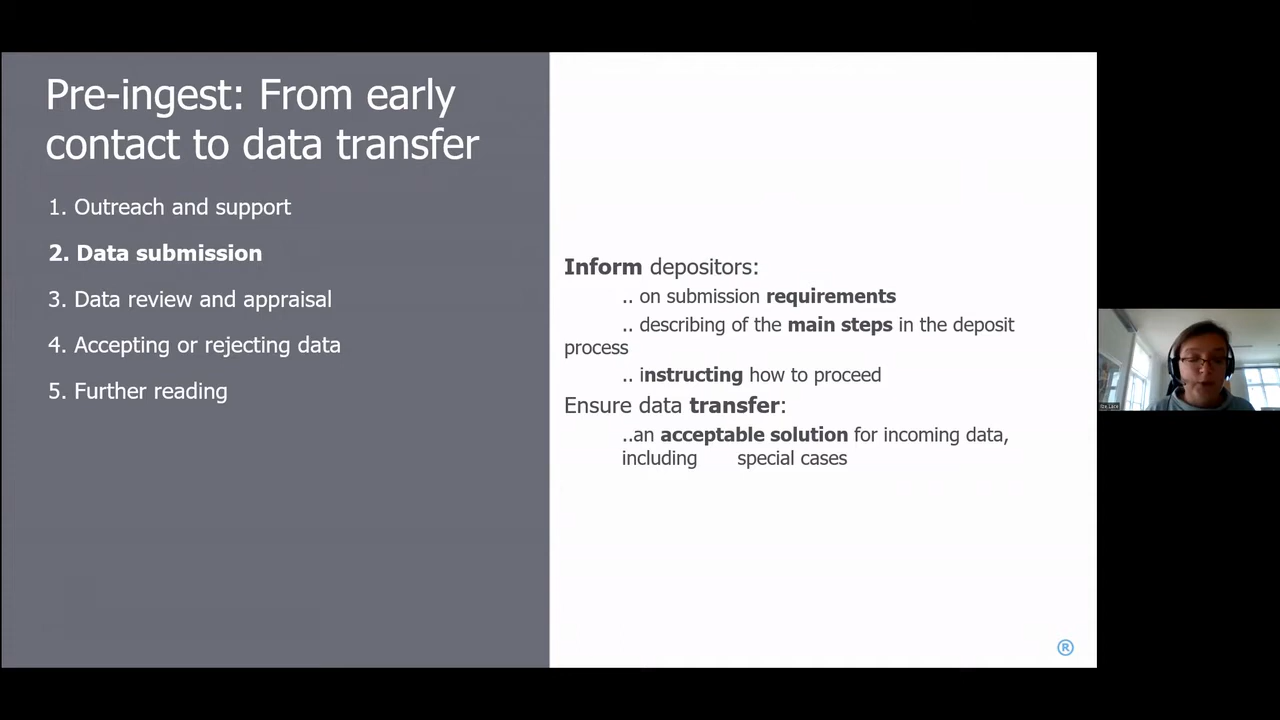 Pre-ingest: From early
contact to data transfer
1. Outreach and support
2. Data submission
3. Data review and appraisal
4. Accepting or rejecting data
5. Further reading
Inform depositors:
.. on submission requirements
.. describing of the main steps in the deposit
process
.. instructing how to proceed
Ensure data transfer:
..an acceptable solution for incoming data,
including special cases
®